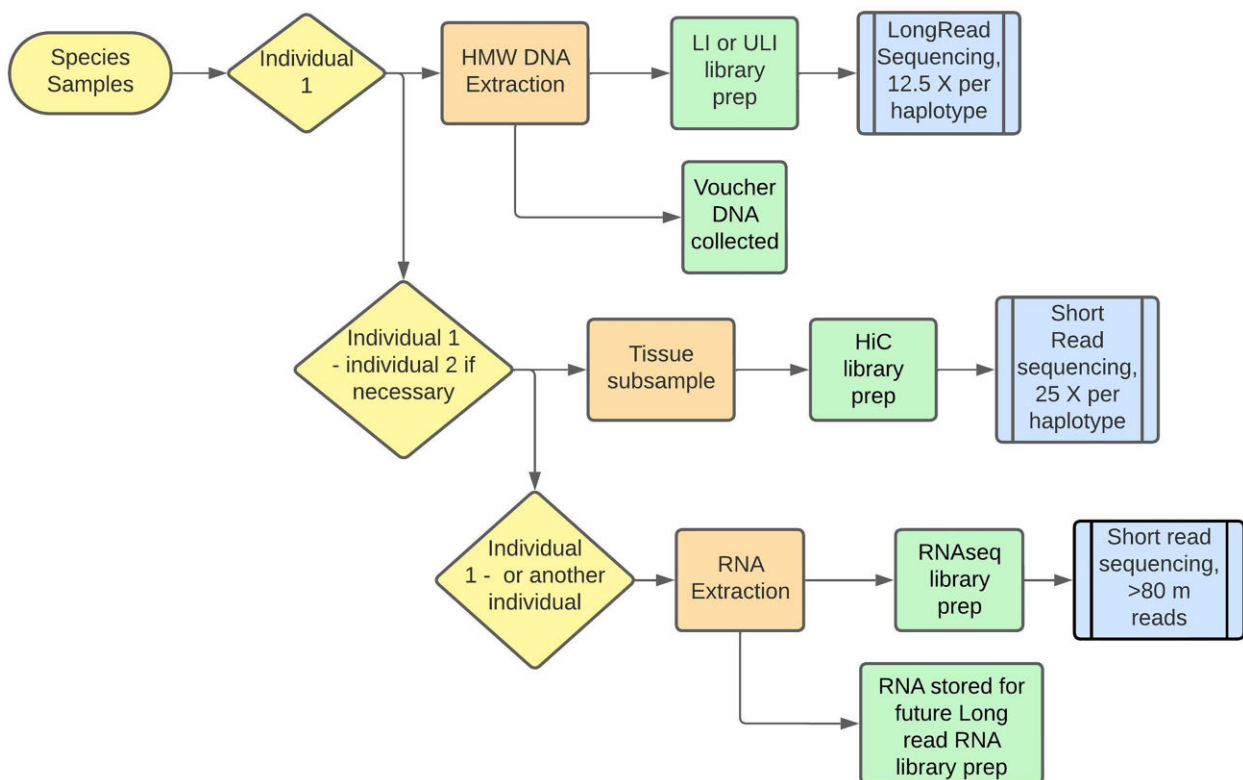 Species
Samples
Individual
1
HMW DNA
Extraction
LI or ULI
library
prep
LongRead
Sequencing,
12.5 X per
haplotype
Voucher
DNA
collected
Individual 1
- individual 2 if
necessary
Tissue
subsample
HiC
library
prep
Short
Read
sequencing,
25 X per
haplotype
Individual
1 - or another
individual
RNA
Extraction
RNAseq
library
prep
Short read
sequencing,
>80 m
reads
RNA stored for
future Long
read RNA
library prep